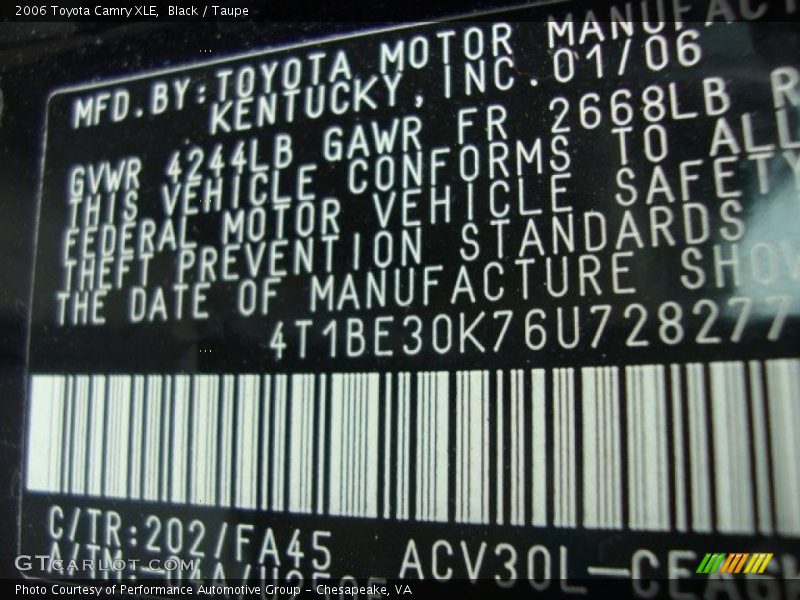 2006 Toyota Camry XLE,  Black / Taupe
MFD.BY:TOYOTA MOTOR MANUFAC
KENTUCKY, INC. 01/06
GVWR 4244LB GAWR FR 2668LB R
THIS VEHICLE CONFORMS TO ALL
FEDERAL MOTOR VEHICLE SAFETY
THEFT PREVENTION STANDARDS
THE DATE OF MANUFACTURE SHOW
4T1BE30K76U728277
C/TR:202/FA45 ACV30L-CEA
GTCarlot.com
Photo Courtesy of Performance Automotive Group – Chesapeake, VA